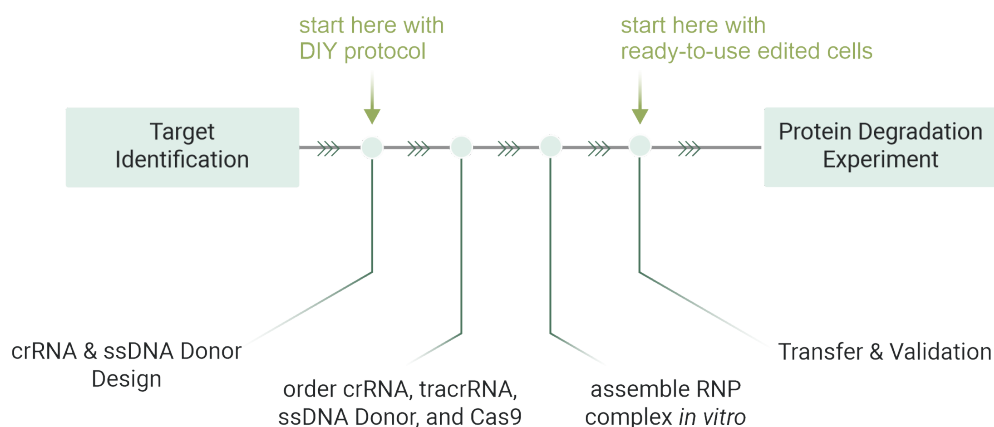 start here with
DIY protocol
start here with
ready-to-use edited cells
Target
Identification
Protein Degradation
Experiment
crRNA & ssDNA Donor
Design
order crRNA, tracrRNA,
ssDNA Donor, and Cas9
assemble RNP
complex in vitro
Transfer & Validation